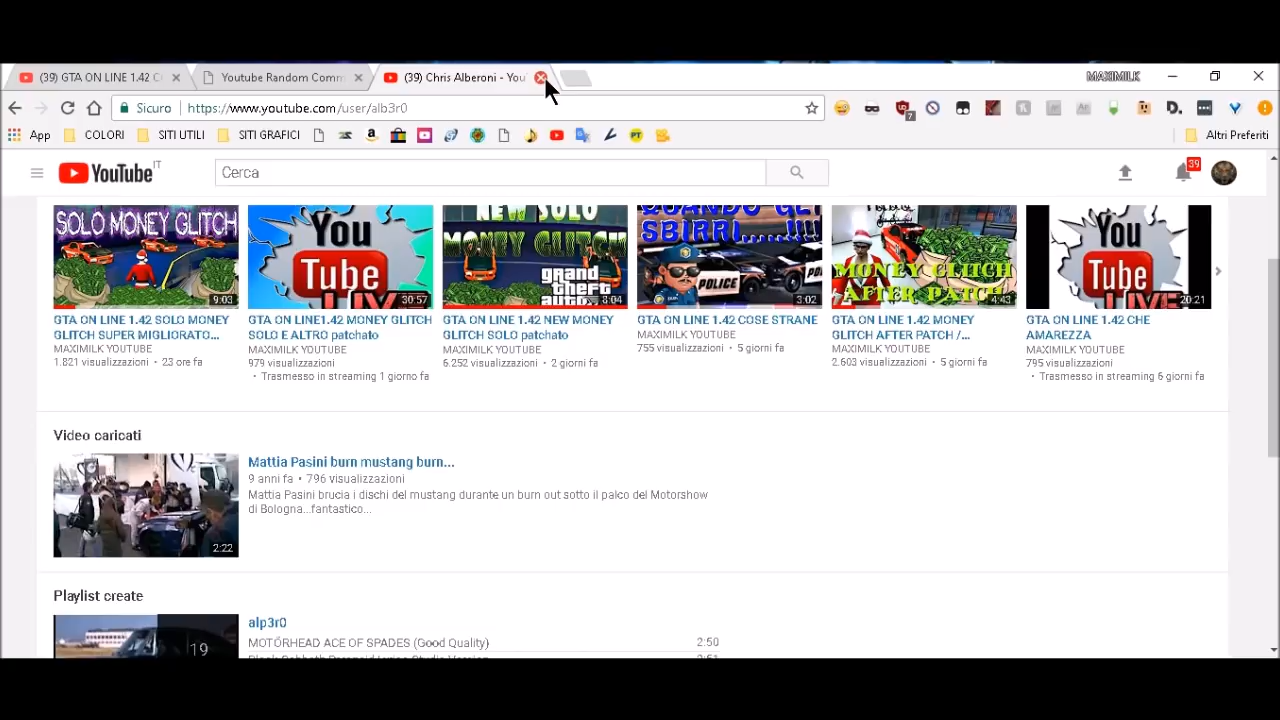 (39) GTA ON LINE 1.42 C
Youtube Random Comm
(39) Chris Alberoni - You
MAXIMILK
Sicuro
https://www.youtube.com/user/alb3r0
7
App
COLORI
SITI UTILI
SITI GRAFICI
Altri Preferiti
YouTube IT
Cerca
39
SOLO MONEY GLITCH
9:03
You
Tube
LIVE
30:57
NEW SOLO
MONEY GLITCH
grand
theft
auto
8:04
QUANDO GLI
SBIRRI....!!!
POLICE
3:02
MONEY GLITCH
AFTER PATCH
4:43
You
Tube
LIVE
20:21
GTA ON LINE 1.42 SOLO MONEY
GLITCH SUPER MIGLIORATO...
MAXIMILK YOUTUBE
1.821 visualizzazioni • 23 ore fa
GTA ON LINE1.42 MONEY GLITCH
SOLO E ALTRO patchato
MAXIMILK YOUTUBE
979 visualizzazioni
• Trasmesso in streaming 1 giorno fa
GTA ON LINE 1.42 NEW MONEY
GLITCH SOLO patchato
MAXIMILK YOUTUBE
6.252 visualizzazioni • 2 giorni fa
GTA ON LINE 1.42 COSE STRANE
MAXIMILK YOUTUBE
755 visualizzazioni • 5 giorni fa
GTA ON LINE 1.42 MONEY
GLITCH AFTER PATCH /...
MAXIMILK YOUTUBE
2.603 visualizzazioni • 5 giorni fa
GTA ON LINE 1.42 CHE
AMAREZZA
MAXIMILK YOUTUBE
795 visualizzazioni
• Trasmesso in streaming 6 giorni fa
Video caricati
2:22
Mattia Pasini burn mustang burn...
9 anni fa • 796 visualizzazioni
Mattia Pasini brucia i dischi del mustang durante un burn out sotto il palco del Motorshow
di Bologna...fantastico...
Playlist create
19
alp3r0
MOTÖRHEAD ACE OF SPADES (Good Quality)
2:50